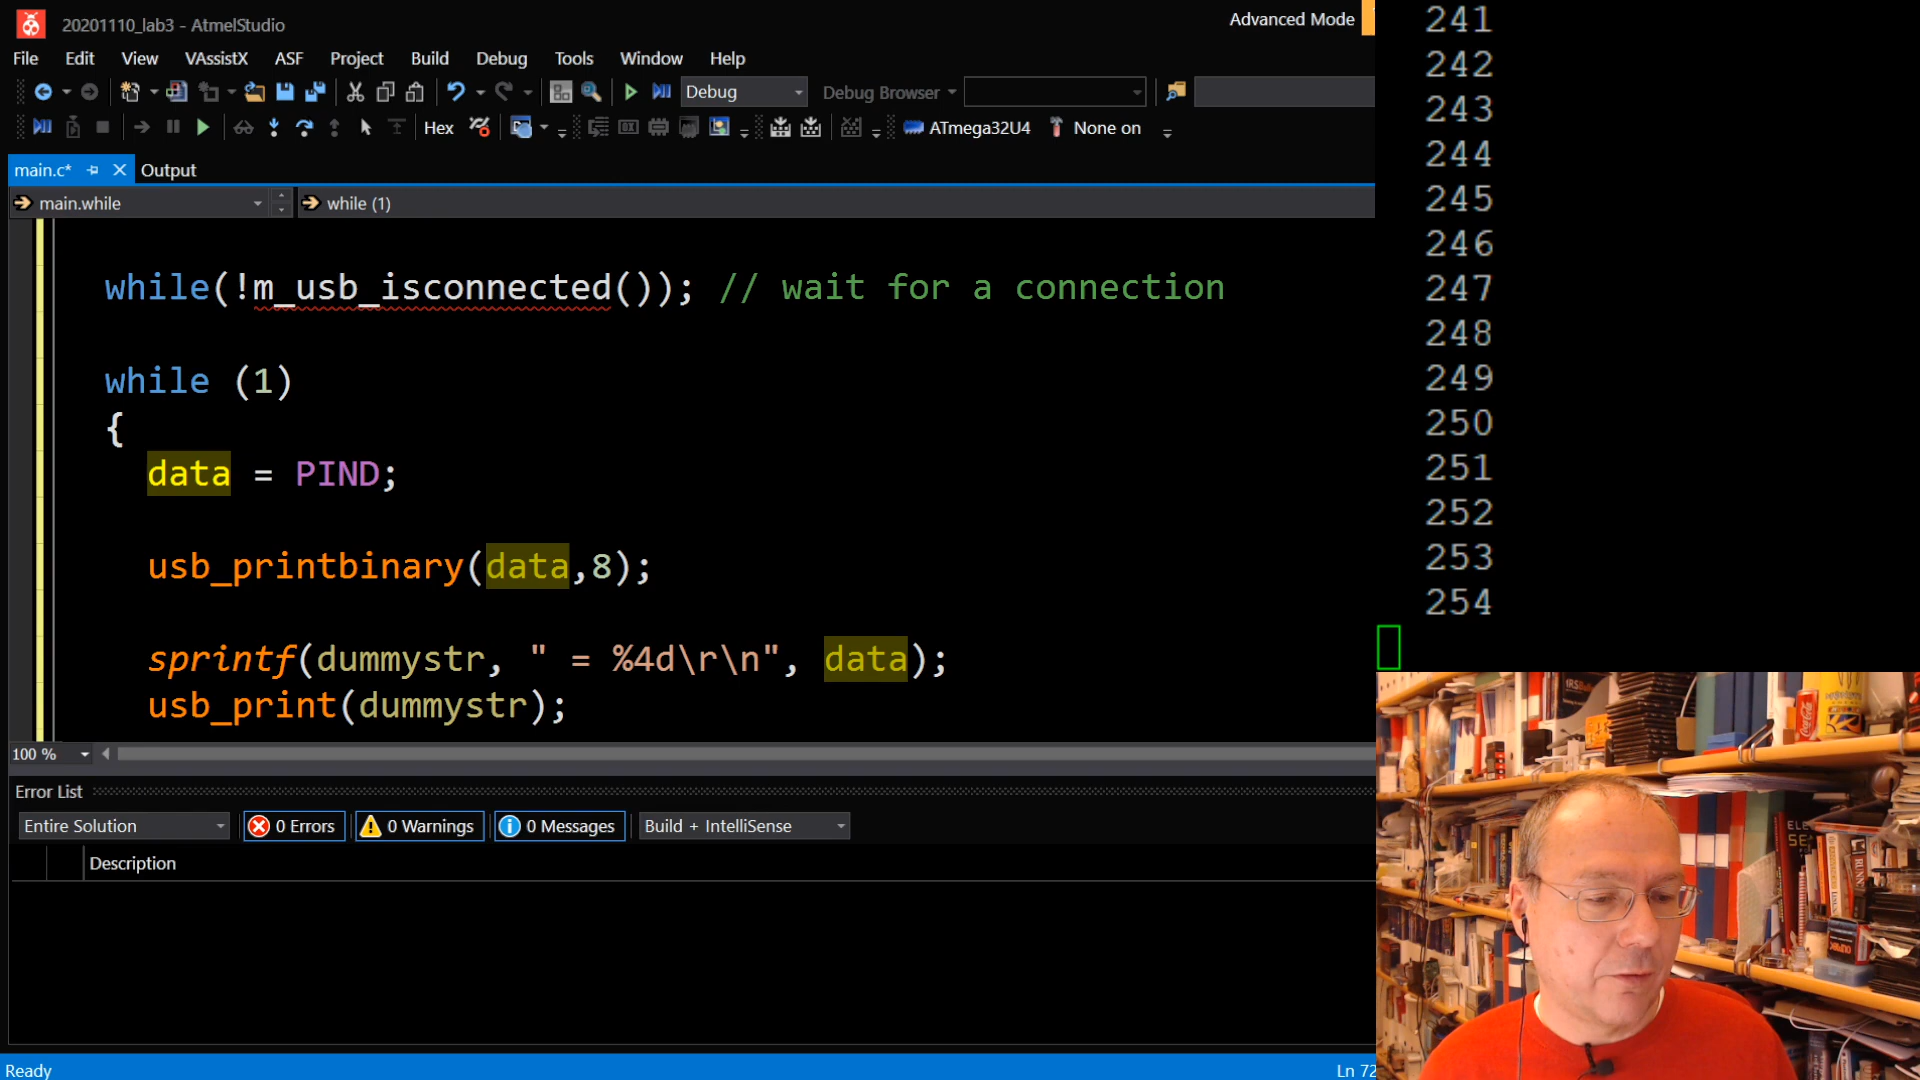 20201110_lab3 - AtmelStudio
Advanced Mode
File Edit View VAssistX ASF Project Build Debug Tools Window Help
Debug Debug Browser
Hex ATmega32U4 None on
main.c* Output
main.while while (1)
while(!m_usb_isconnected()); // wait for a connection
while (1)
{
data = PIND;
usb_printbinary(data,8);
sprintf(dummystr, " = %4d\r\n", data);
usb_print(dummystr);
100 %
Error List
Entire Solution 0 Errors 0 Warnings 0 Messages Build + IntelliSense
Description
Ready Ln 72
241
242
243
244
245
246
247
248
249
250
251
252
253
254